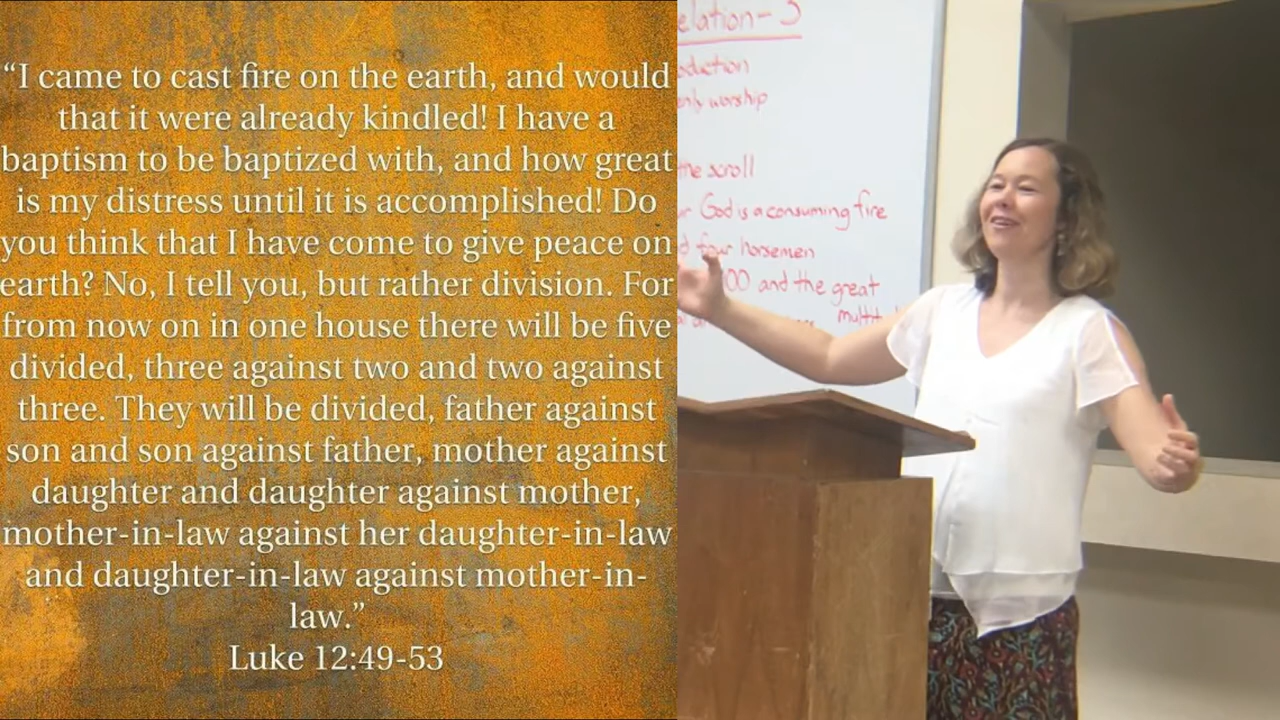 “I came to cast fire on the earth, and would
that it were already kindled! I have a
baptism to be baptized with, and how great
is my distress until it is accomplished! Do
you think that I have come to give peace on
earth? No, I tell you, but rather division. For
from now on in one house there will be five
divided, three against two and two against
three. They will be divided, father against
son and son against father, mother against
daughter and daughter against mother,
mother-in-law against her daughter-in-law
and daughter-in-law against mother-in-
law.”
Luke 12:49-53
elation-5
oduction
enly worship
the scroll
r God is a consuming fire
d four horsemen
00 and the great